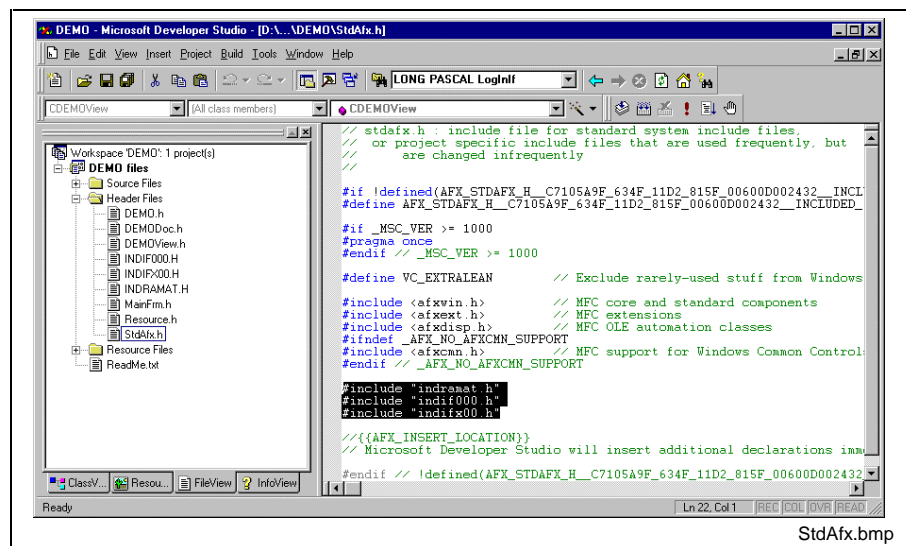 DEMO - Microsoft Developer Studio - [D:\...\DEMO\StdAfx.h]
File Edit View Insert Project Build Tools Window Help
LONG PASCAL LogInIf
CDEMOView [All class members] CDEMOView
Workspace 'DEMO': 1 project(s)
DEMO files
Source Files
Header Files
DEMO.h
DEMODoc.h
DEMOView.h
INDIF000.H
INDIFX00.H
INDRAMAT.H
MainFrm.h
Resource.h
StdAfx.h
Resource Files
ReadMe.txt
ClassV... Resou... FileView InfoView
// stdafx.h : include file for standard system include files,
// or project specific include files that are used frequently, but
// are changed infrequently
//
#if !defined(AFX_STDAFX_H__C7105A9F_634F_11D2_815F_00600D002432__INCL
#define AFX_STDAFX_H__C7105A9F_634F_11D2_815F_00600D002432__INCLUDED_
#if _MSC_VER >= 1000
#pragma once
#endif // _MSC_VER >= 1000
#define VC_EXTRALEAN // Exclude rarely-used stuff from Windows
#include <afxwin.h> // MFC core and standard components
#include <afxext.h> // MFC extensions
#include <afxdisp.h> // MFC OLE automation classes
#ifndef _AFX_NO_AFXCMN_SUPPORT
#include <afxcmn.h> // MFC support for Windows Common Control
#endif // _AFX_NO_AFXCMN_SUPPORT
#include "indramat.h"
#include "indif000.h"
#include "indifx00.h"
//{{AFX_INSERT_LOCATION}}
// Microsoft Developer Studio will insert additional declarations imm
#endif // !defined(AFX_STDAFX_H__C7105A9F_634F_11D2_815F_00600D002432
Ready Ln 22, Col 1 REC COL OVR READ
StdAfx.bmp